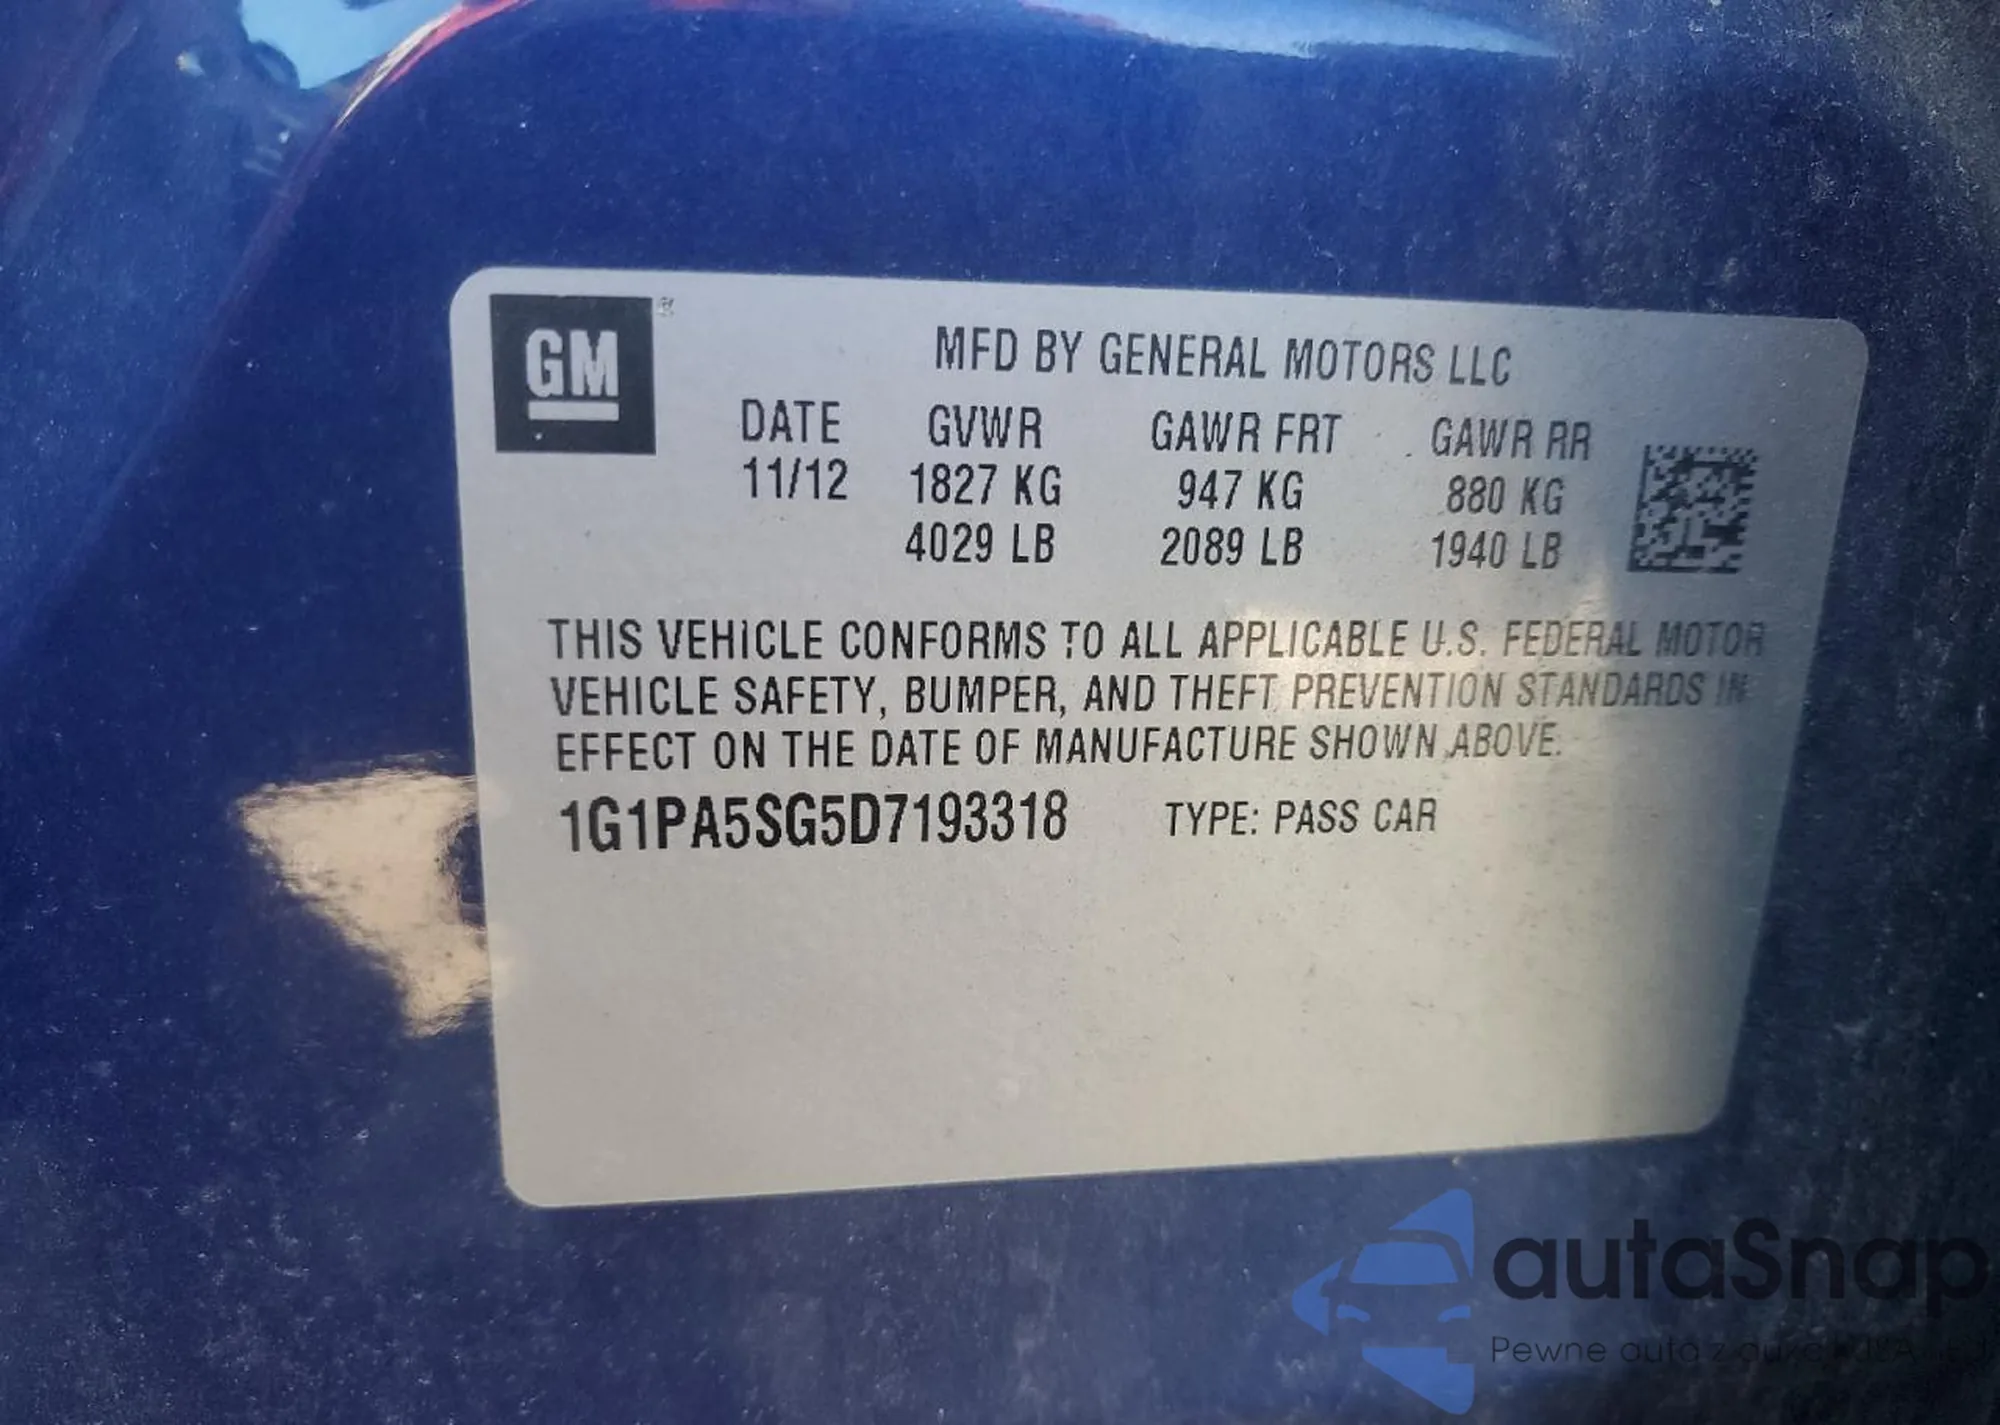 GM
MFD BY GENERAL MOTORS LLC
DATE GVWR GAWR FRT GAWR RR
11/12 1827 KG 947 KG 880 KG
4029 LB 2089 LB 1940 LB
THIS VEHICLE CONFORMS TO ALL APPLICABLE U.S. FEDERAL MOTOR
VEHICLE SAFETY, BUMPER, AND THEFT PREVENTION STANDARDS IN
EFFECT ON THE DATE OF MANUFACTURE SHOWN ABOVE.
1G1PA5SG5D7193318 TYPE: PASS CAR
autaSnap
Pewne auta z